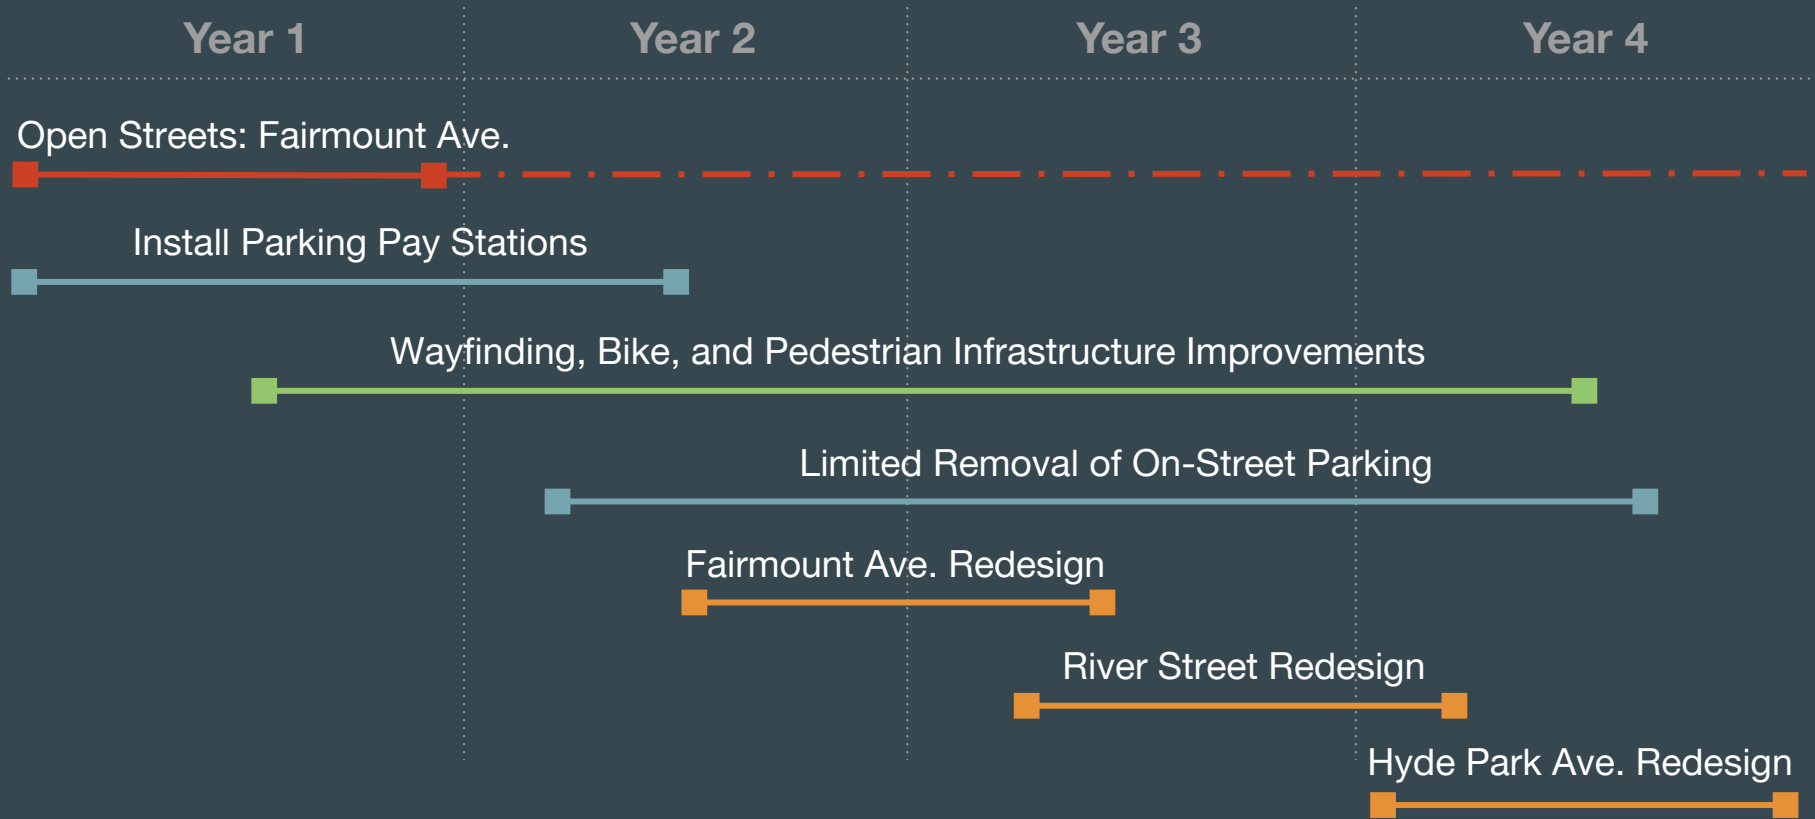 Year 1
Year 2
Year 3
Year 4
Open Streets: Fairmount Ave.
Install Parking Pay Stations
Wayfinding, Bike, and Pedestrian Infrastructure Improvements
Limited Removal of On-Street Parking
Fairmount Ave. Redesign
River Street Redesign
Hyde Park Ave. Redesign